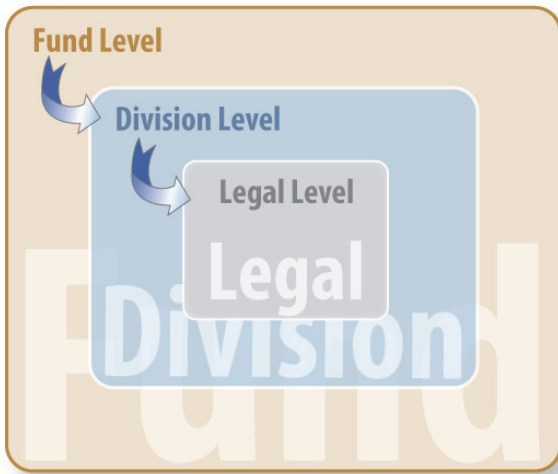 Fund Level
Division Level
Legal Level
Legal
Division
Fund